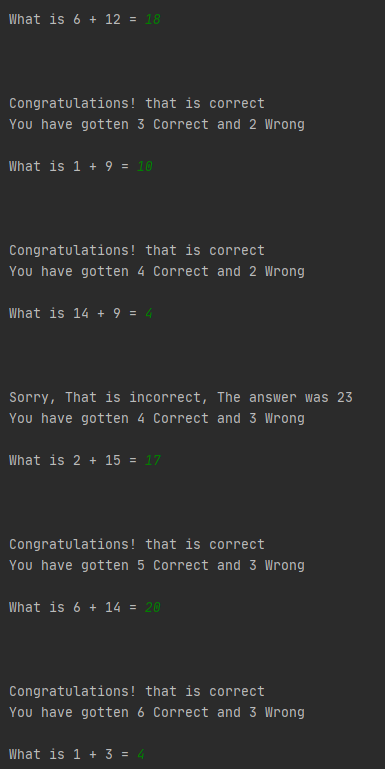 What is 6 + 12 = 18
Congratulations! that is correct
You have gotten 3 Correct and 2 Wrong
What is 1 + 9 = 10
Congratulations! that is correct
You have gotten 4 Correct and 2 Wrong
What is 14 + 9 = 4
Sorry, That is incorrect, The answer was 23
You have gotten 4 Correct and 3 Wrong
What is 2 + 15 = 17
Congratulations! that is correct
You have gotten 5 Correct and 3 Wrong
What is 6 + 14 = 20
Congratulations! that is correct
You have gotten 6 Correct and 3 Wrong
What is 1 + 3 = 4